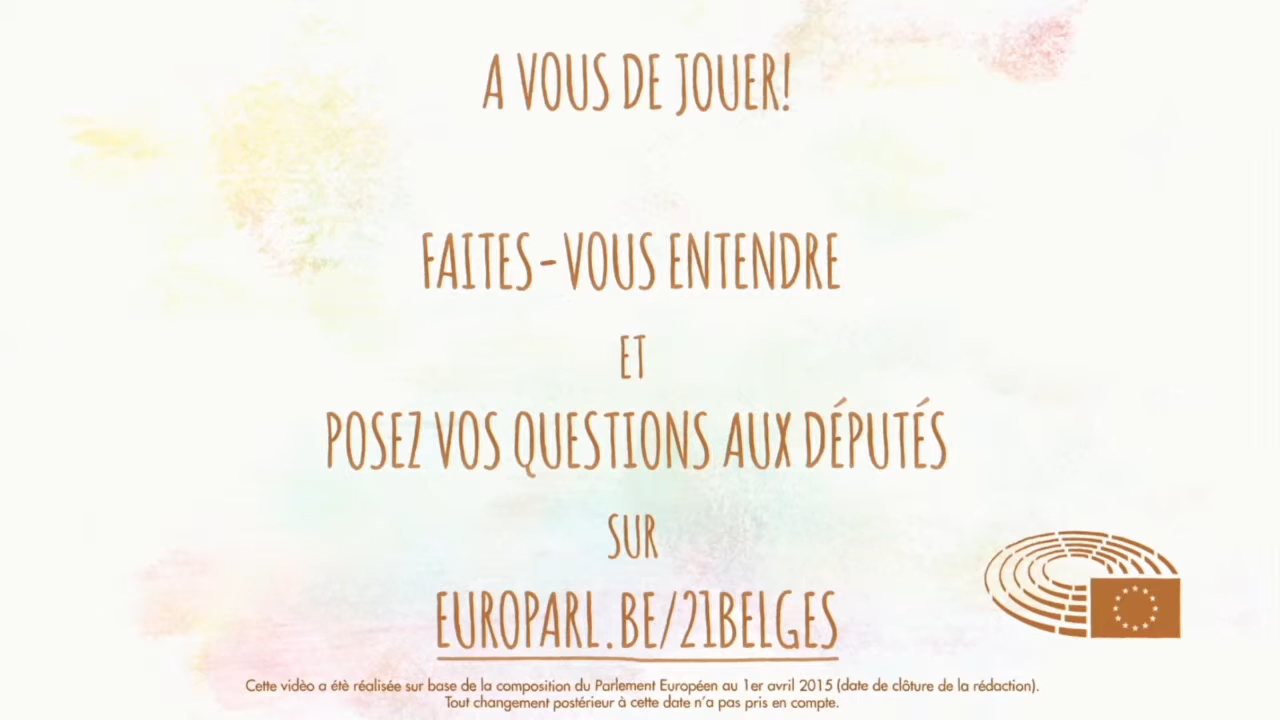 A VOUS DE JOUER!
FAITES-VOUS ENTENDRE
ET
POSEZ VOS QUESTIONS AUX DÉPUTÉS
SUR
EUROPARL.BE/21BELGES
Cette vidèo a étè réalisée sur base de la composition du Parlement Européen au 1er avril 2015 (date de clôture de la rédaction).
Tout changement postérieur à cette date n'a pas pris en compte.